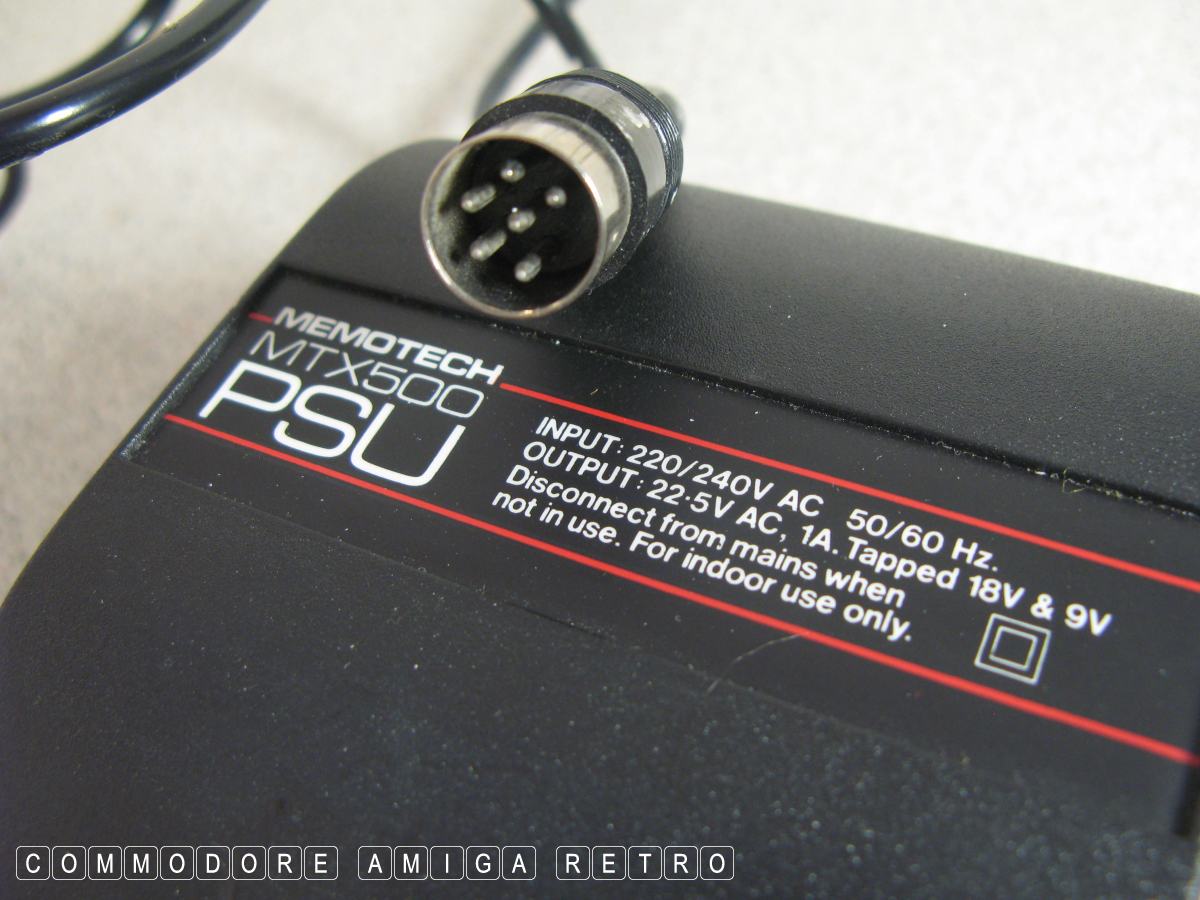 MEMOTECH
MTX500
PSU
INPUT: 220/240V AC 50/60 Hz.
OUTPUT: 22·5V AC, 1A. Tapped 18V & 9V
Disconnect from mains when
not in use. For indoor use only.
COMMODORE AMIGA RETRO